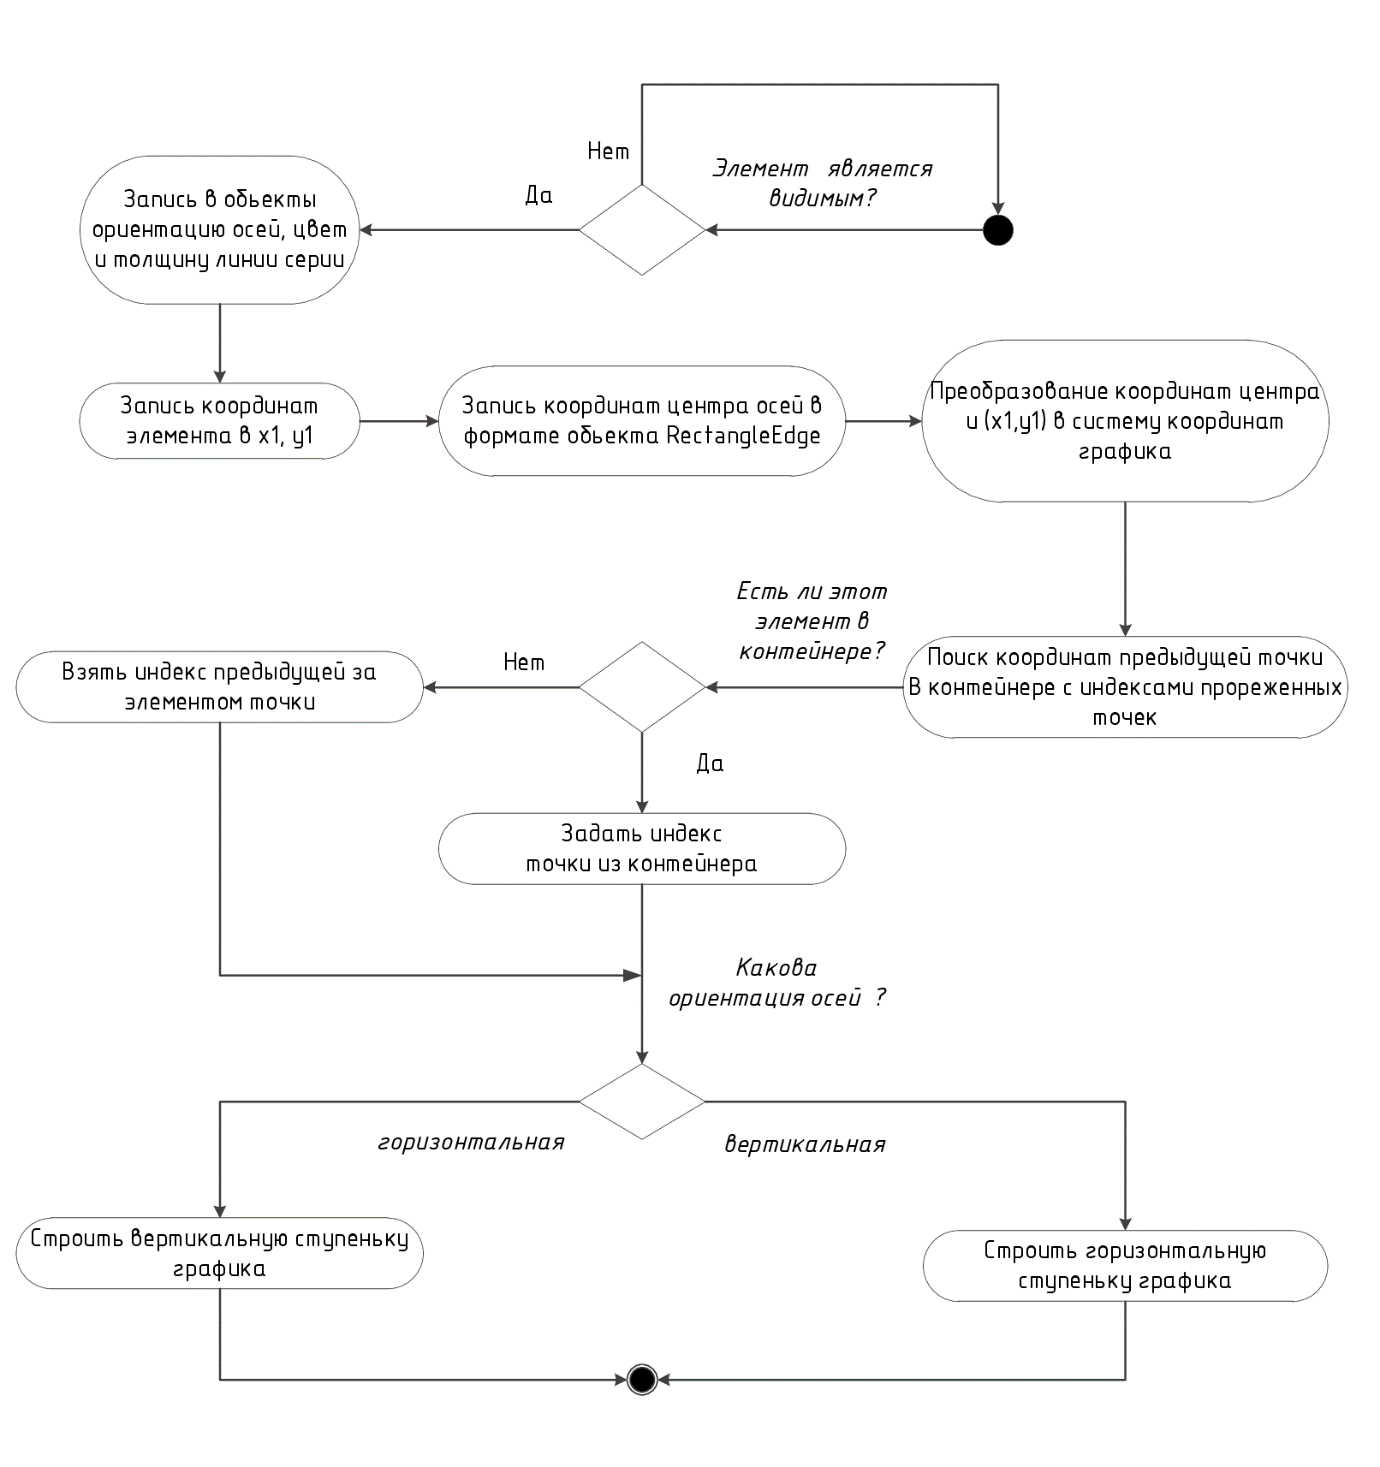 Нет
Элемент является
видимым?
Да
Запись в обьекты
ориентацию осей, цвет
и толщину линии серии
Запись координат
элемента в x1, y1
Запись координат центра осей в
формате обьекта RectangleEdge
Преобразование координат центра
и (x1,y1) в систему координат
графика
Поиск координат предыдущей точки
В контейнере с индексами прореженных
точек
Есть ли этот
элемент в
контейнере?
Нет
Взять индекс предыдущей за
элементом точки
Да
Задать индекс
точки из контейнера
Какова
ориентация осей ?
горизонтальная
вертикальная
Строить вертикальную ступеньку
графика
Строить горизонтальную
ступеньку графика